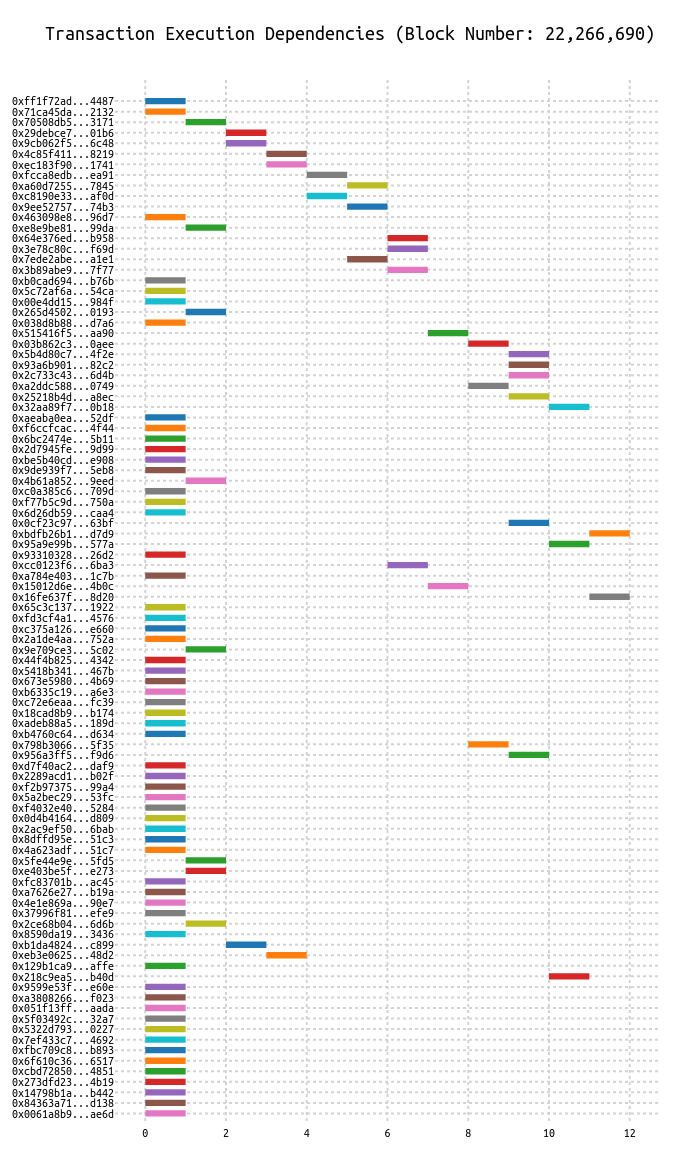 Transaction Execution Dependencies (Block Number: 22,266,690)
0xff1f72ad...4487
0x71ca45da...2132
0x70508db5...3171
0x29debce7...01b6
0x9cb062f5...6c48
0x4c85f411...8219
0xec183f90...1741
0xfcca8edb...ea91
0xa60d7255...7845
0xc8190e33...af0d
0x9ee52757...74b3
0x463098e8...96d7
0xe8e9be81...99da
0x64e376ed...b958
0x3e78c80c...f69d
0x7ede2abe...a1e1
0x3b89abe9...7f77
0xb0cad694...b76b
0x5c72af6a...54ca
0x00e4dd15...984f
0x265d4502...0193
0x038d8b88...d7a6
0x515416f5...aa90
0x03b862c3...0aee
0x5b4d80c7...4f2e
0x93a6b901...82c2
0x2c733c43...6d4b
0xa2ddc588...0749
0x25218b4d...a8ec
0x32aa89f7...0b18
0xaeaba0ea...52df
0xf6ccfcac...4f44
0x6bc2474e...5b11
0x2d7945fe...9d99
0xbe5b40cd...e908
0x9de939f7...5eb8
0x4b61a852...9eed
0xc0a385c6...709d
0xf77b5c9d...750a
0x6d26db59...caa4
0x0cf23c97...63bf
0xbdfb26b1...d7d9
0x95a9e99b...577a
0x93310328...26d2
0xcc0123f6...6ba3
0xa784e403...1c7b
0x15012d6e...4b0c
0x16fe637f...8d20
0x65c3c137...1922
0xfd3cf4a1...4576
0xc375a126...e660
0x2a1de4aa...752a
0x9e709ce3...5c02
0x44f4b825...4342
0x5418b341...467b
0x673e5980...4b69
0xb6335c19...a6e3
0xc72e6eaa...fc39
0x18cad8b9...b174
0xadeb88a5...189d
0xb4760c64...d634
0x798b3066...5f35
0x956a3ff5...f9d6
0xd7f40ac2...daf9
0x2289acd1...b02f
0xf2b97375...99a4
0x5a2bec29...53fc
0xf4032e40...5284
0x0d4b4164...d809
0x2ac9ef50...6bab
0x8dffd95e...51c3
0x4a623adf...51c7
0x5fe44e9e...5fd5
0xe403be5f...e273
0xfc83701b...ac45
0xa7626e27...b19a
0x4e1e869a...90e7
0x37996f81...efe9
0x2ce68b04...6d6b
0x8590da19...3436
0xb1da4824...c899
0xeb3e0625...48d2
0x129b1ca9...affe
0x218c9ea5...b40d
0x9599e53f...e60e
0xa3808266...f023
0x051f13ff...aada
0x5f03492c...32a7
0x5322d793...0227
0x7ef433c7...4692
0xfbc709c8...b893
0x6f610c36...6517
0xcbd72850...4851
0x273dfd23...4b19
0x14798b1a...b442
0x84363a71...d138
0x0061a8b9...ae6d
0 2 4 6 8 10 12